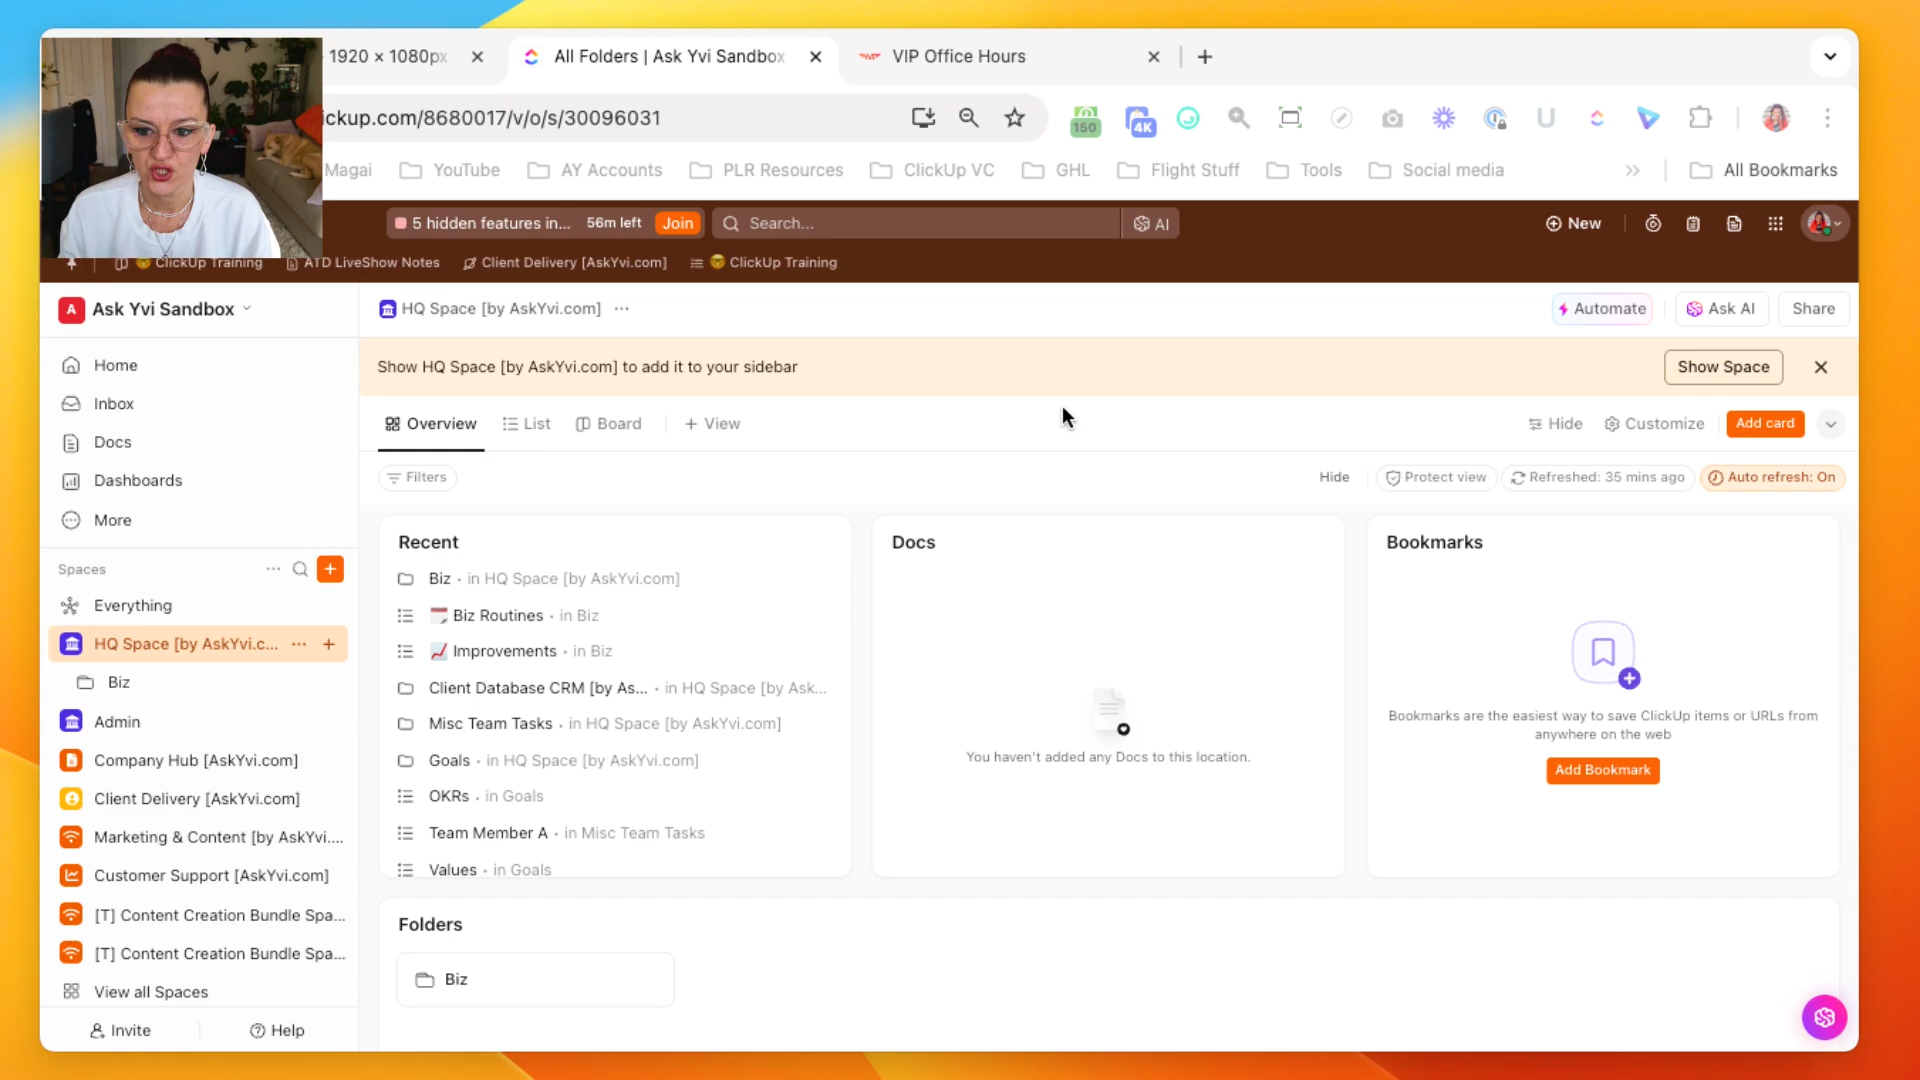 1920 × 1080px
All Folders | Ask Yvi Sandbox
VIP Office Hours
ickup.com/8680017/v/o/s/30096031
150
4K
U
Magai
YouTube
AY Accounts
PLR Resources
ClickUp VC
GHL
Flight Stuff
Tools
Social media
All Bookmarks
5 hidden features in... 56m left Join
Search...
AI
New
ClickUp Training
ATD LiveShow Notes
Client Delivery [AskYvi.com]
ClickUp Training
A Ask Yvi Sandbox
HQ Space [by AskYvi.com]
Automate
Ask AI
Share
Show HQ Space [by AskYvi.com] to add it to your sidebar
Show Space
Home
Inbox
Docs
Dashboards
More
Spaces
Everything
HQ Space [by AskYvi.c...
Biz
Admin
Company Hub [AskYvi.com]
Client Delivery [AskYvi.com]
Marketing & Content [by AskYvi....
Customer Support [AskYvi.com]
[T] Content Creation Bundle Spa...
[T] Content Creation Bundle Spa...
View all Spaces
Invite
Help
Overview
List
Board
+ View
Hide
Customize
Add card
Filters
Hide
Protect view
Refreshed: 35 mins ago
Auto refresh: On
Recent
Biz • in HQ Space [by AskYvi.com]
Biz Routines • in Biz
Improvements • in Biz
Client Database CRM [by As... • in HQ Space [by Ask...
Misc Team Tasks • in HQ Space [by AskYvi.com]
Goals • in HQ Space [by AskYvi.com]
OKRs • in Goals
Team Member A • in Misc Team Tasks
Values • in Goals
Docs
You haven't added any Docs to this location.
Bookmarks
Bookmarks are the easiest way to save ClickUp items or URLs from
anywhere on the web
Add Bookmark
Folders
Biz